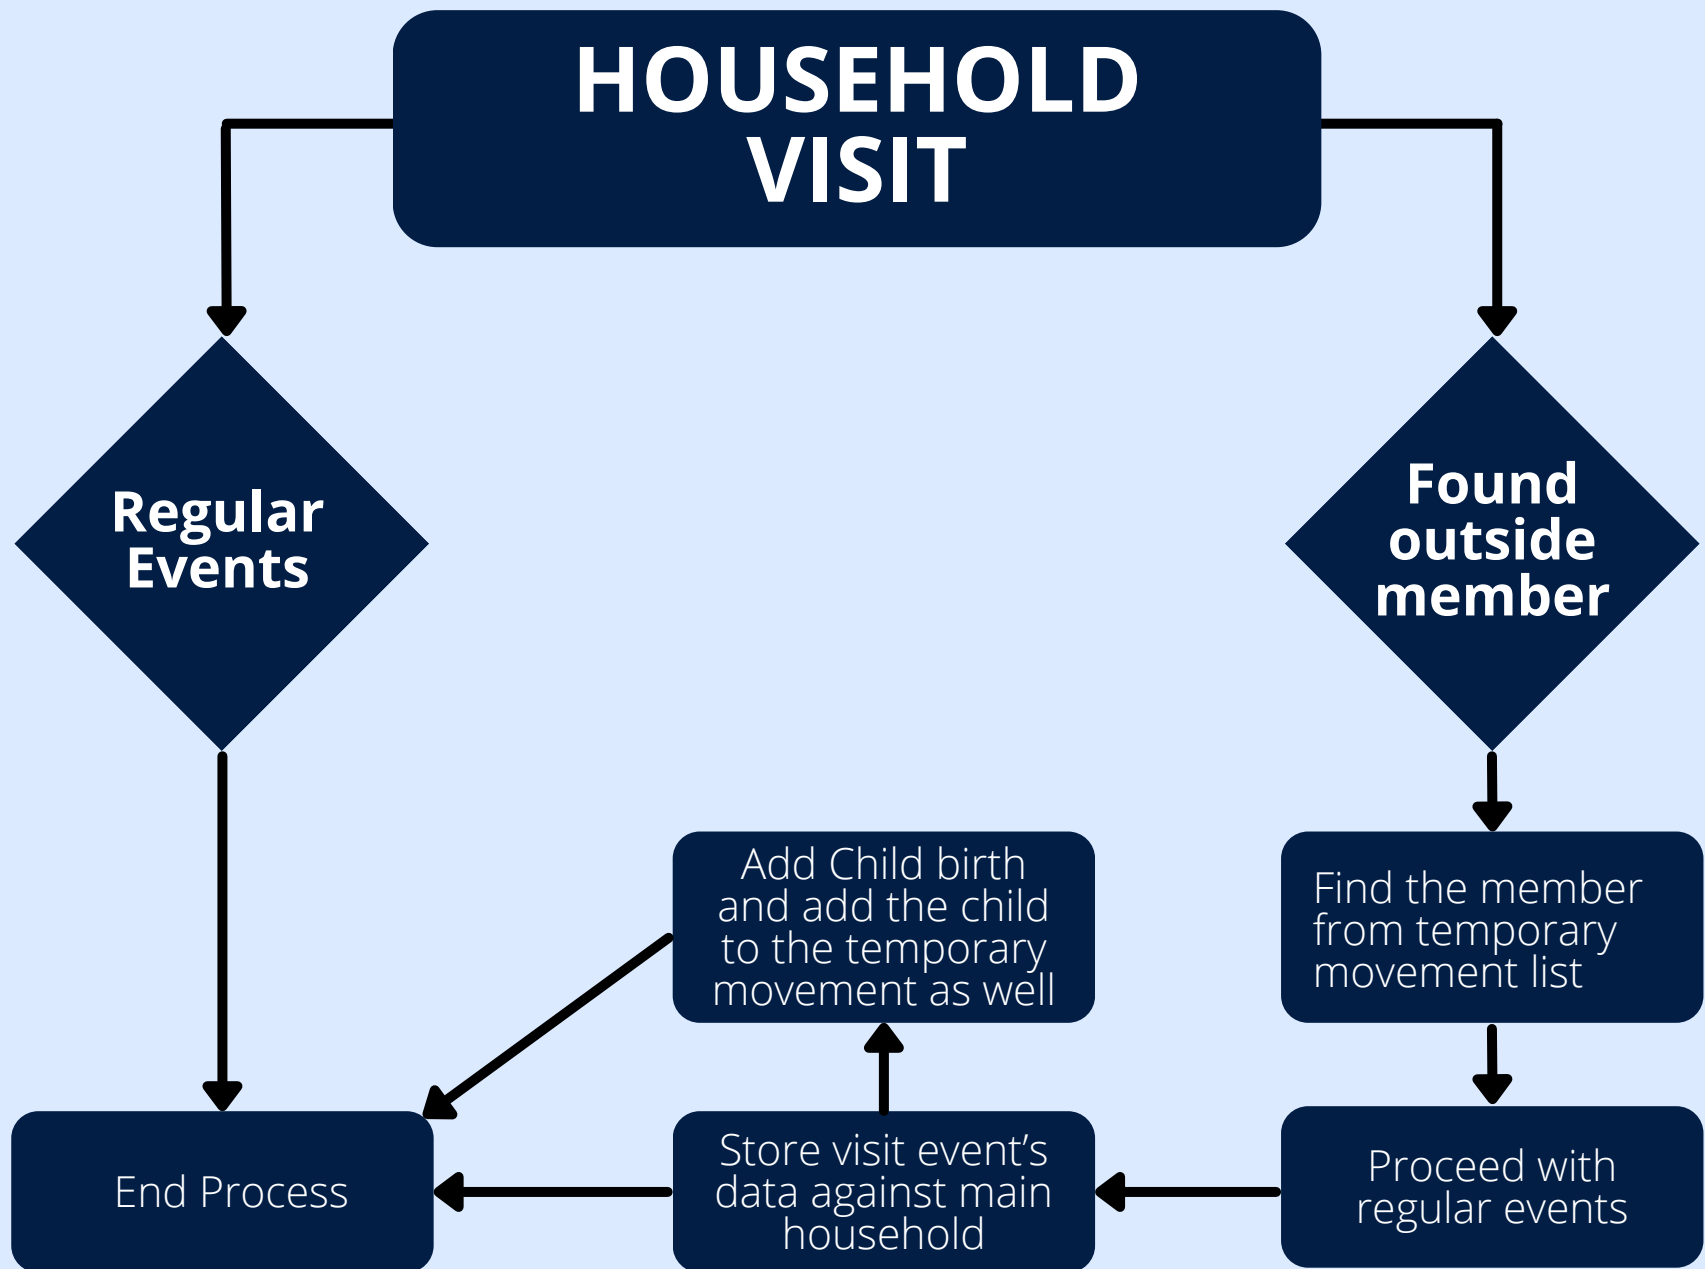 HOUSEHOLD
VISIT
Regular
Events
Found
outside
member
Add Child birth
and add the child
to the temporary
movement as well
Find the member
from temporary
movement list
End Process
Store visit event’s
data against main
household
Proceed with
regular events